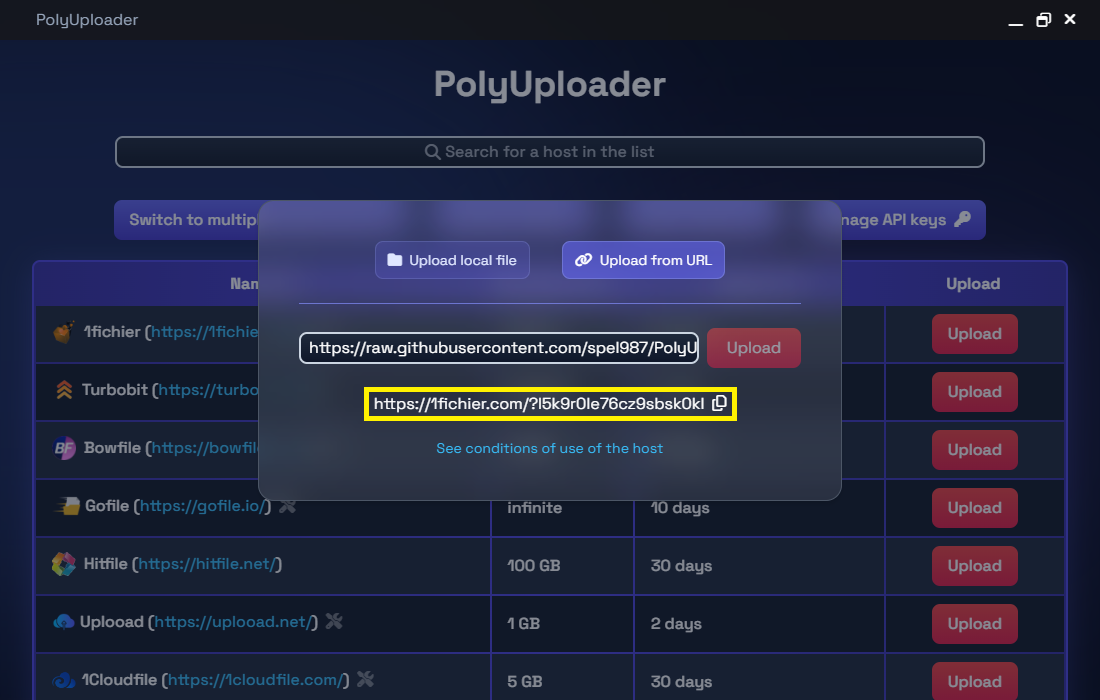 PolyUploader
PolyUploader
Search for a host in the list
Switch to multip
nage API keys
Upload local file
Upload from URL
Nam
Upload
1fichier (https://1fichie
Upload
https://raw.githubusercontent.com/spel987/PolyU
Upload
Turbobit (https://turbo
Upload
https://1fichier.com/?l5k9r0le76cz9sbsk0kl
Bowfile (https://bowfil
Upload
See conditions of use of the host
Gofile (https://gofile.io/)
infinite
10 days
Upload
Hitfile (https://hitfile.net/)
100 GB
30 days
Upload
Uplooad (https://uplooad.net/)
1 GB
2 days
Upload
1Cloudfile (https://1cloudfile.com/)
5 GB
30 days
Upload